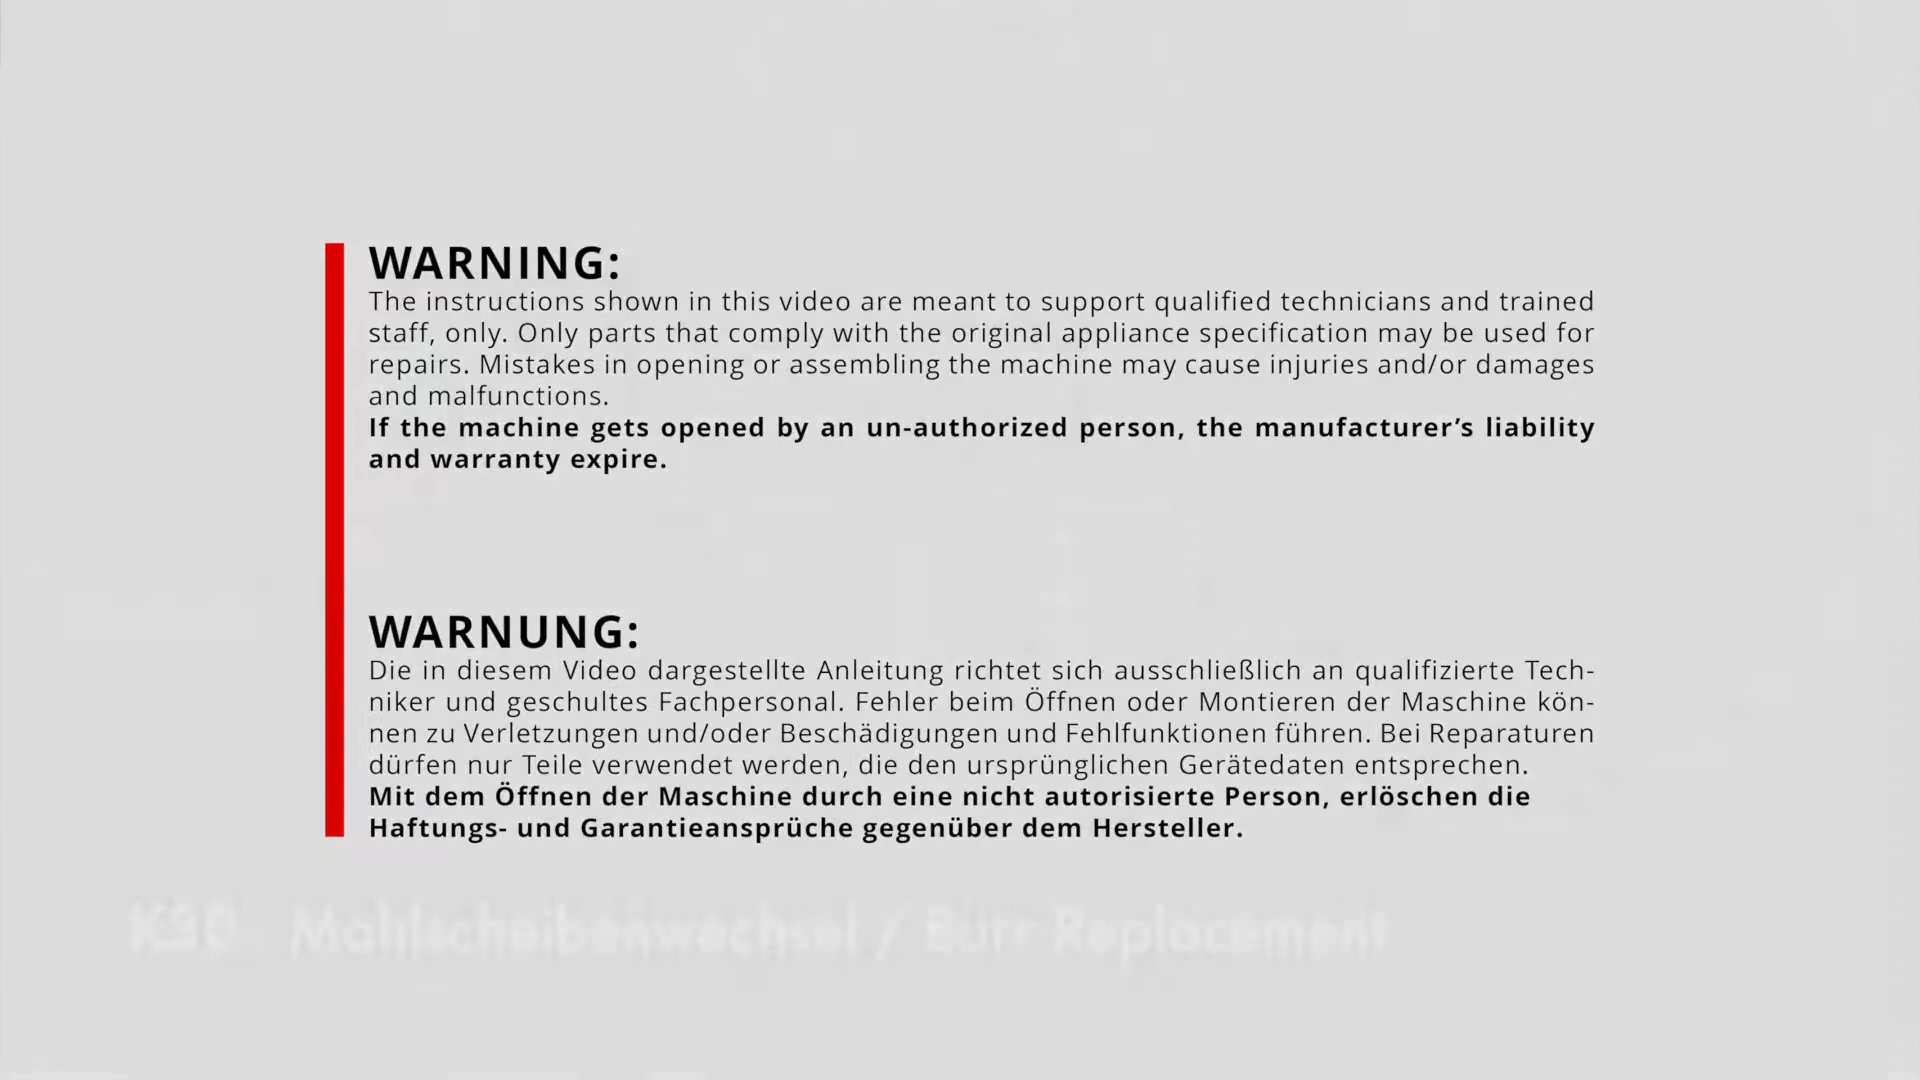 WARNING:
The instructions shown in this video are meant to support qualified technicians and trained
staff, only. Only parts that comply with the original appliance specification may be used for
repairs. Mistakes in opening or assembling the machine may cause injuries and/or damages
and malfunctions.
If the machine gets opened by an un-authorized person, the manufacturer’s liability
and warranty expire.
WARNUNG:
Die in diesem Video dargestellte Anleitung richtet sich ausschließlich an qualifizierte Tech-
niker und geschultes Fachpersonal. Fehler beim Öffnen oder Montieren der Maschine kön-
nen zu Verletzungen und/oder Beschädigungen und Fehlfunktionen führen. Bei Reparaturen
dürfen nur Teile verwendet werden, die den ursprünglichen Gerätedaten entsprechen.
Mit dem Öffnen der Maschine durch eine nicht autorisierte Person, erlöschen die
Haftungs- und Garantieansprüche gegenüber dem Hersteller.
Mahlscheibenwechsel / Burr Replacement